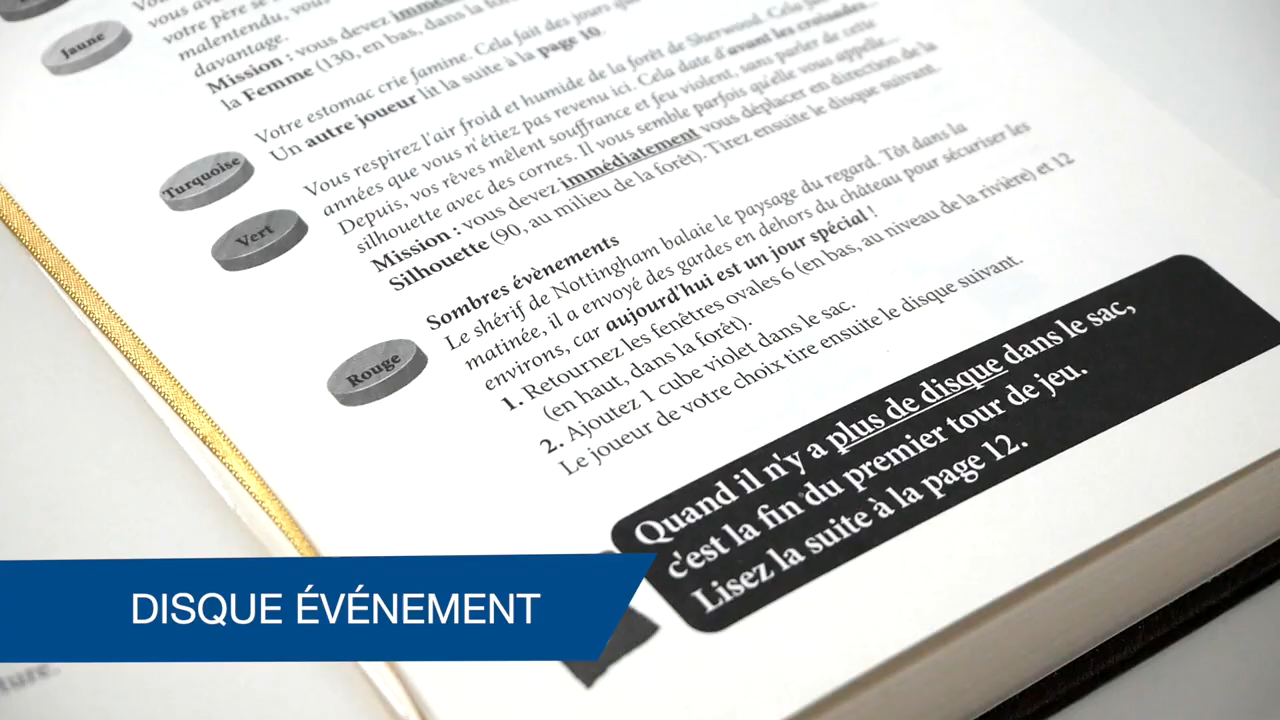 Jaune
Vous
vous av
votre père se
malentendu, vous
davantage.
Mission : vous devez
la Femme (130, en bas, dans la
Votre estomac crie famine. Cela fait des jours
Un autre joueur lit la suite à la page 10.
Turquoise
Vous respirez l'air froid et humide de la forêt de Sherwood. Cela fait
années que vous n'étiez pas revenu ici. Cela date d'avant les croisades...
Depuis, vos rêves mêlent souffrance et feu violent, sans parler de cette
silhouette avec des cornes. Il vous semble parfois qu'elle vous appelle...
Mission : vous devez immédiatement vous déplacer en direction de la
Silhouette (90, au milieu de la forêt). Tirez ensuite le disque suivant.
Vert
Sombres évènements
Le shérif de Nottingham balaie le paysage du regard. Tôt dans la
matinée, il a envoyé des gardes en dehors du château pour sécuriser les
environs, car aujourd'hui est un jour spécial !
1. Retournez les fenêtres ovales 6 (en bas, au niveau de la rivière) et 12
(en haut, dans la forêt).
2. Ajoutez 1 cube violet dans le sac.
Le joueur de votre choix tire ensuite le disque suivant.
Rouge
Quand il n'y a plus de disque dans le sac,
c'est la fin du premier tour de jeu.
Lisez la suite à la page 12.
DISQUE ÉVÉNEMENT